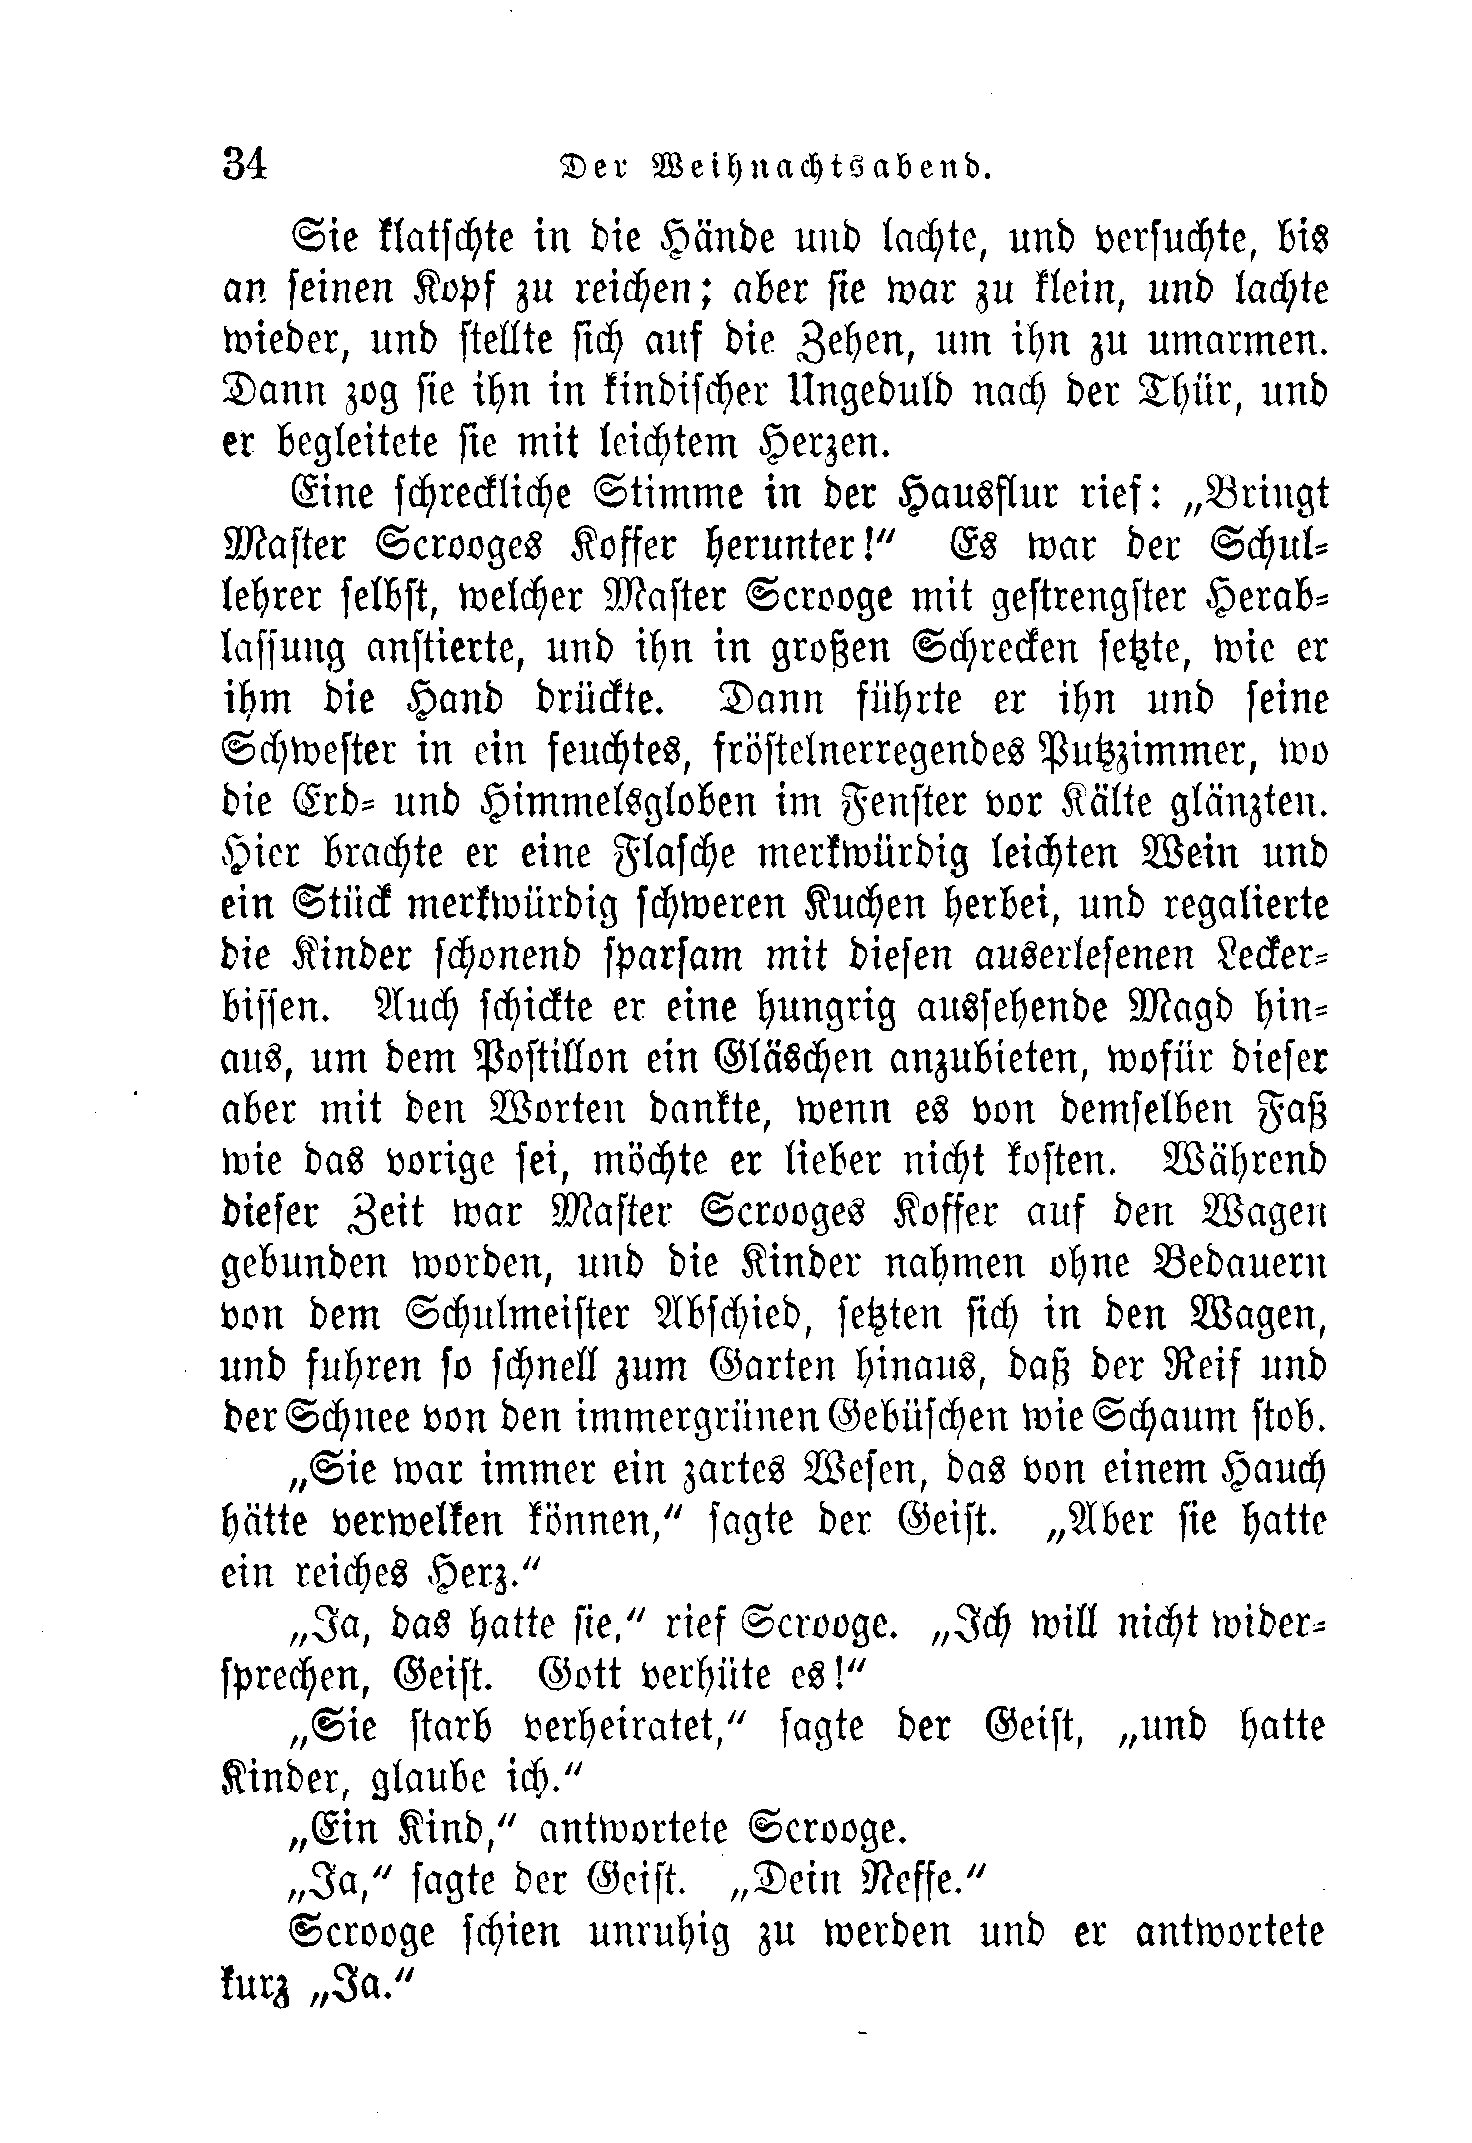 34 Der Weihnachtsabend.
Sie klatschte in die Hände und lachte, und versuchte, bis
an seinen Kopf zu reichen; aber sie war zu klein, und lachte
wieder, und stellte sich auf die Zehen, um ihn zu umarmen.
Dann zog sie ihn in kindischer Ungeduld nach der Thür, und
er begleitete sie mit leichtem Herzen.
Eine schreckliche Stimme in der Hausflur rief: „Bringt
Master Scrooges Koffer herunter!“ Es war der Schul-
lehrer selbst, welcher Master Scrooge mit gestrengster Herab-
lassung anstierte, und ihn in großen Schrecken setzte, wie er
ihm die Hand drückte. Dann führte er ihn und seine
Schwester in ein feuchtes, fröstelnerregendes Putzzimmer, wo
die Erd- und Himmelsgloben im Fenster vor Kälte glänzten.
Hier brachte er eine Flasche merkwürdig leichten Wein und
ein Stück merkwürdig schweren Kuchen herbei, und regalierte
die Kinder schonend sparsam mit diesen auserlesenen Lecker-
bissen. Auch schickte er eine hungrig aussehende Magd hin-
aus, um dem Postillon ein Gläschen anzubieten, wofür dieser
aber mit den Worten dankte, wenn es von demselben Faß
wie das vorige sei, möchte er lieber nicht kosten. Während
dieser Zeit war Master Scrooges Koffer auf den Wagen
gebunden worden, und die Kinder nahmen ohne Bedauern
von dem Schulmeister Abschied, setzten sich in den Wagen,
und fuhren so schnell zum Garten hinaus, daß der Reif und
der Schnee von den immergrünen Gebüschen wie Schaum stob.
„Sie war immer ein zartes Wesen, das von einem Hauch
hätte verwelken können,“ sagte der Geist. „Aber sie hatte
ein reiches Herz.“
„Ja, das hatte sie,“ rief Scrooge. „Ich will nicht wider-
sprechen, Geist. Gott verhüte es!“
„Sie starb verheiratet,“ sagte der Geist, „und hatte
Kinder, glaube ich.“
„Ein Kind,“ antwortete Scrooge.
„Ja,“ sagte der Geist. „Dein Neffe.“
Scrooge schien unruhig zu werden und er antwortete
kurz „Ja.“